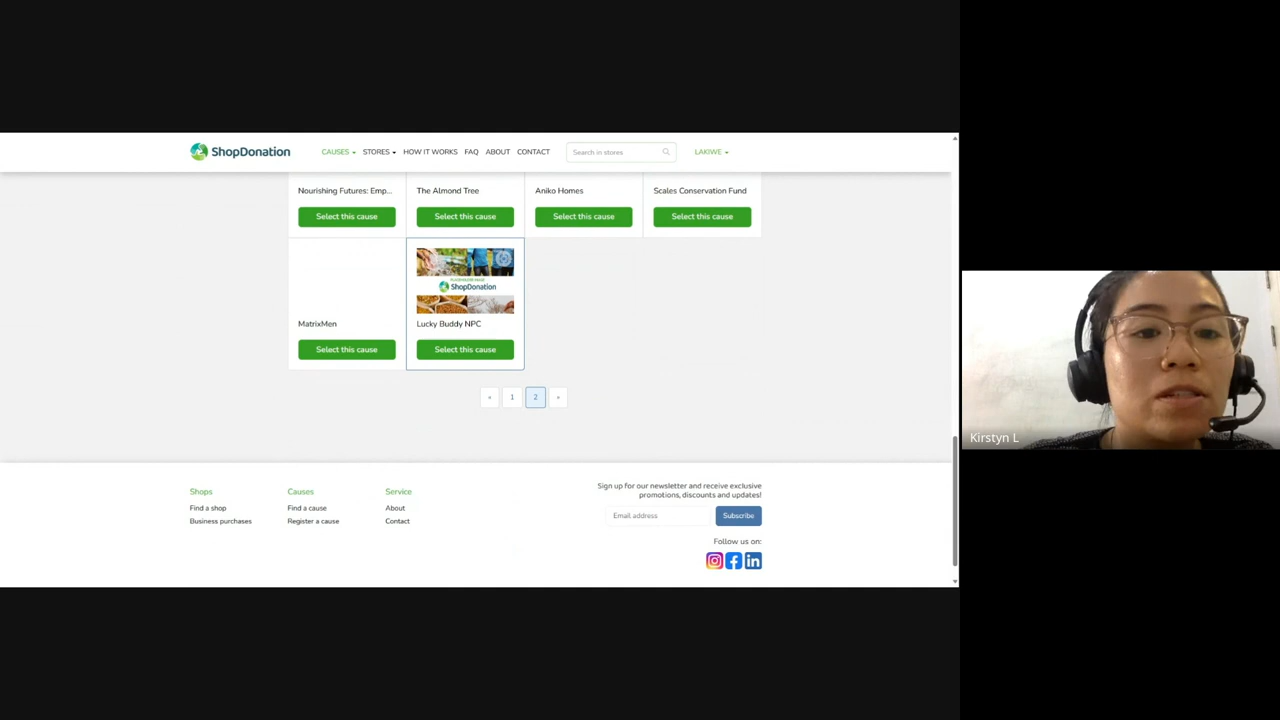 ShopDonation
CAUSES
STORES
HOW IT WORKS
FAQ
ABOUT
CONTACT
Search in stores
LAKIWE
Nourishing Futures: Emp...
The Almond Tree
Aniko Homes
Scales Conservation Fund
Select this cause
Select this cause
Select this cause
Select this cause
ShopDonation
MatrixMen
Lucky Buddy NPC
Select this cause
Select this cause
«
1
2
»
Shops
Find a shop
Business purchases
Causes
Find a cause
Register a cause
Service
About
Contact
Sign up for our newsletter and receive exclusive
promotions, discounts and updates!
Email address
Subscribe
Follow us on:
Kirstyn L